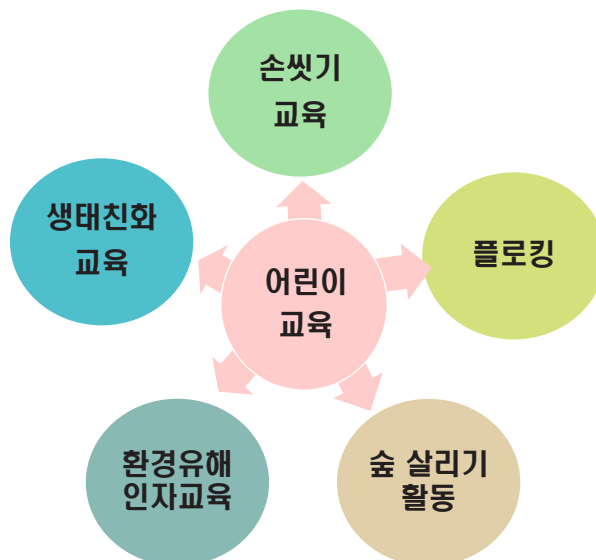 손씻기
교육
생태친화
교육
플로킹
어린이
교육
환경유해
인자교육
숲 살리기
활동